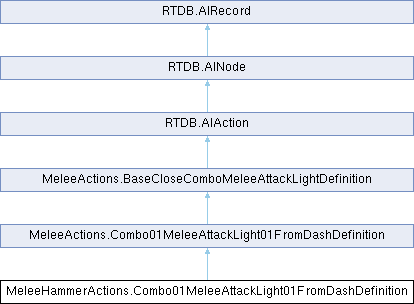 RTDB.AIRecord
RTDB.AINode
RTDB.AIAction
MeleeActions.BaseCloseComboMeleeAttackLightDefinition
MeleeActions.Combo01MeleeAttackLight01FromDashDefinition
MeleeHammerActions.Combo01MeleeAttackLight01FromDashDefinition